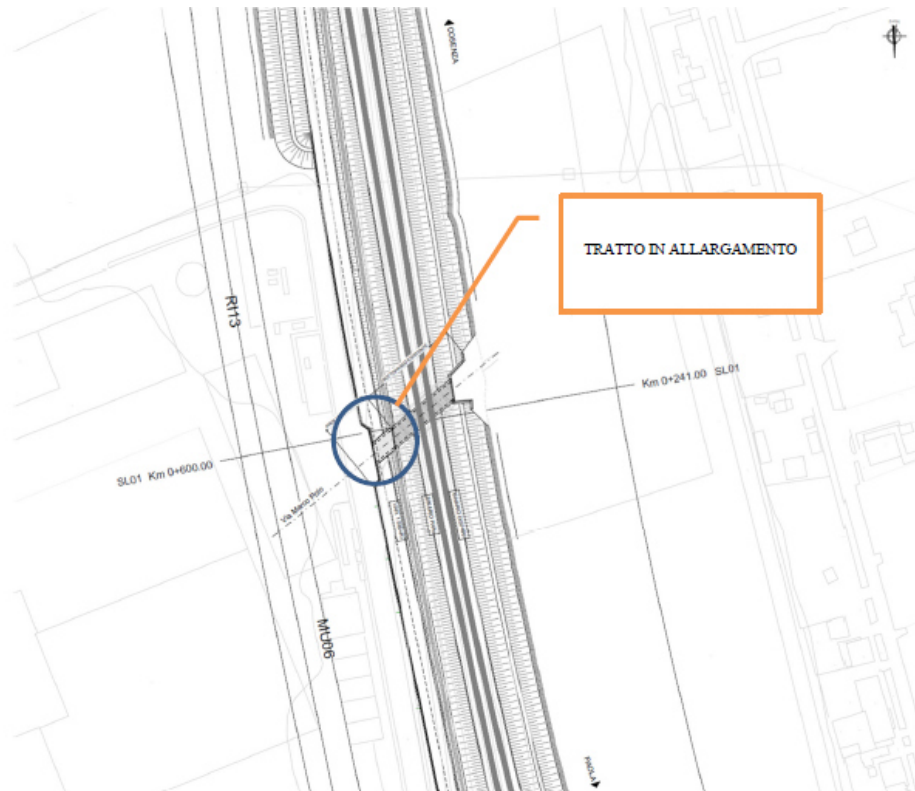 COSENZA
TRATTO IN ALLARGAMENTO
RI13
Km 0+241.00 SL01
SL01 Km 0+600.00
Via Marco Polo
MU06
PAOLA